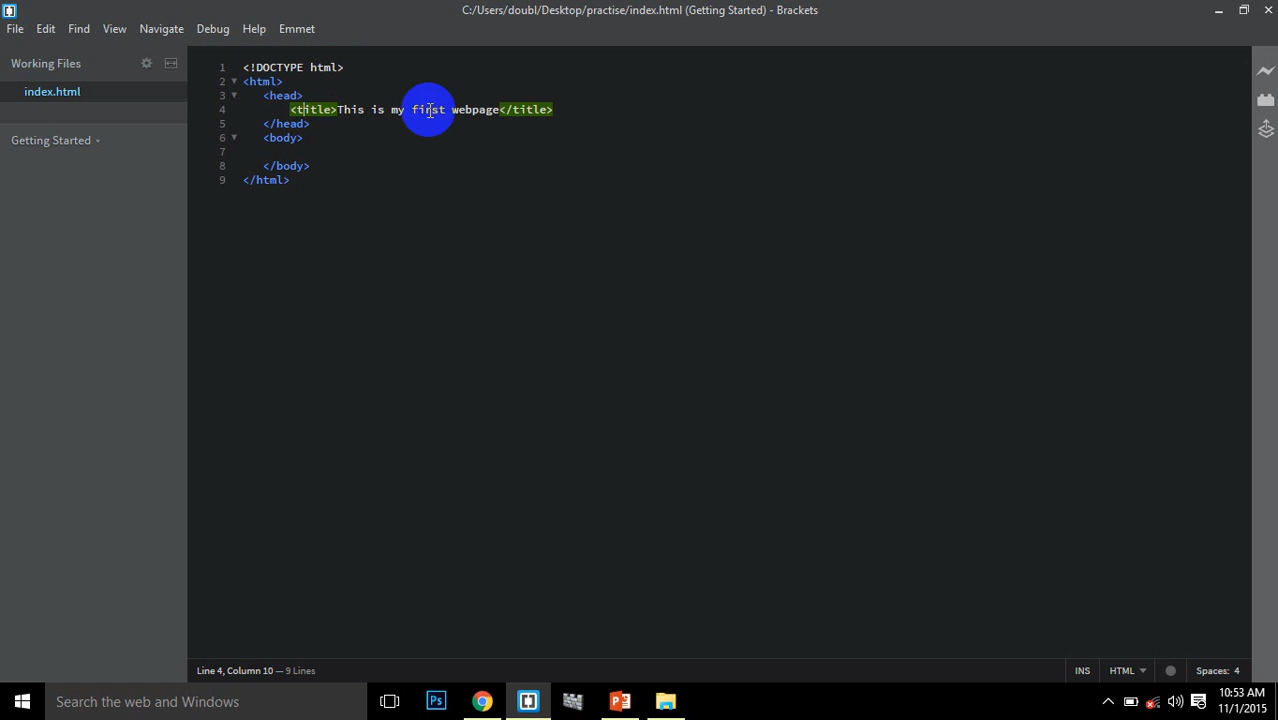 C:/Users/doubl/Desktop/practise/index.html (Getting Started) - Brackets
File Edit Find View Navigate Debug Help Emmet
Working Files
index.html
Getting Started
1 <!DOCTYPE html>
2 <html>
3 <head>
4 <title>This is my first webpage</title>
5 </head>
6 <body>
7
8 </body>
9 </html>
Line 4, Column 10 — 9 Lines
INS HTML Spaces: 4
Search the web and Windows
Ps
10:53 AM
11/1/2015